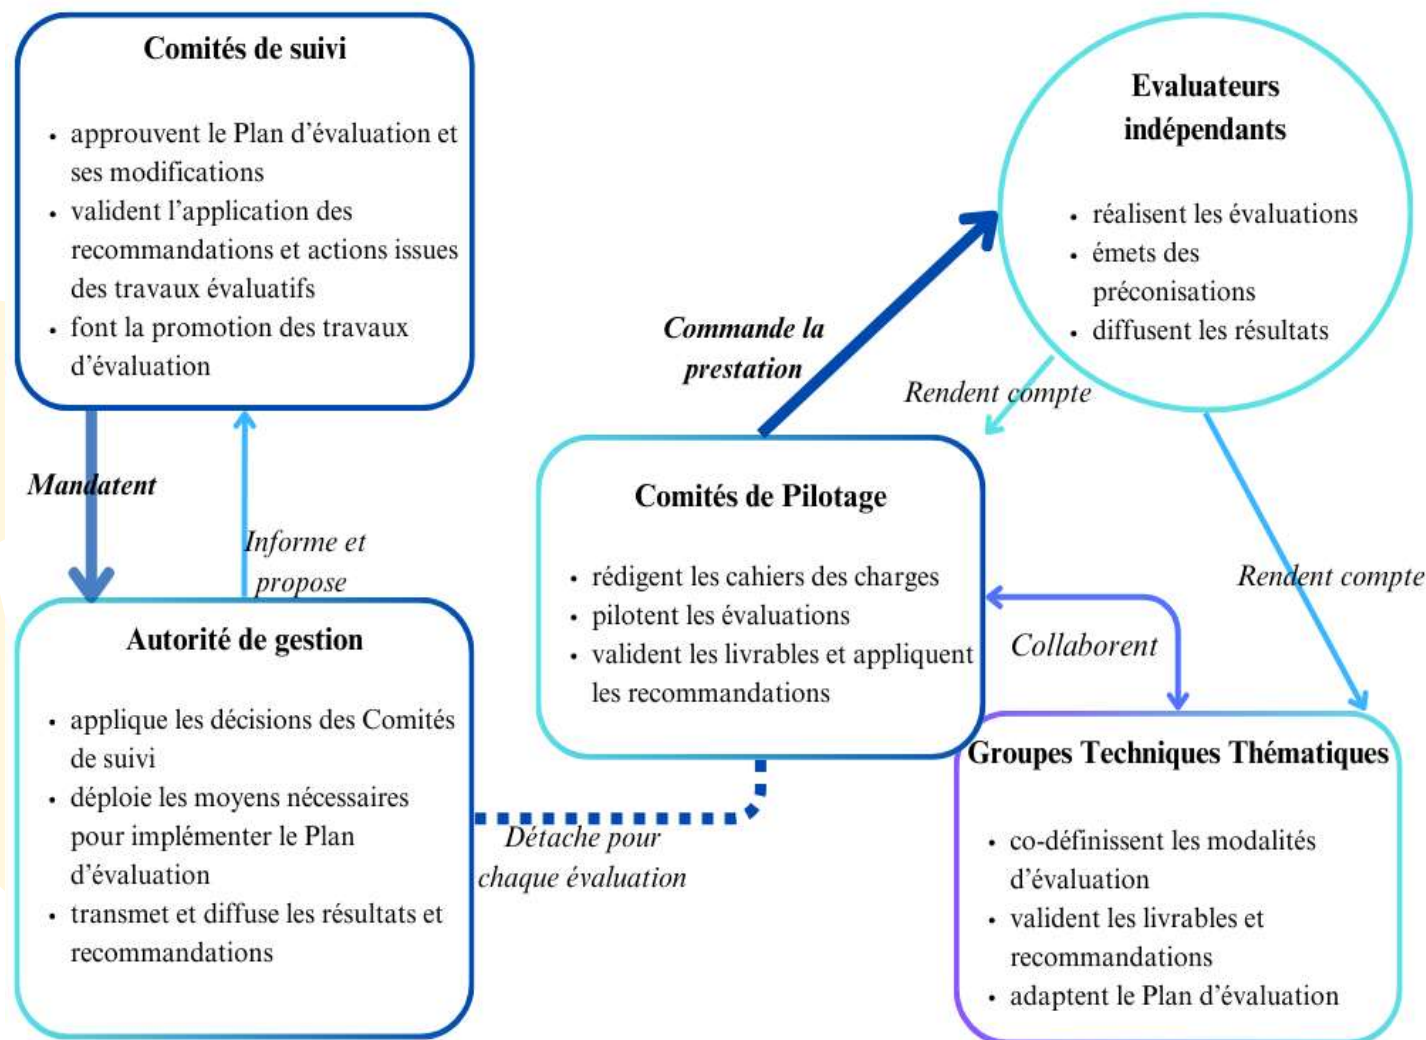 Comités de suivi
• approuvent le Plan d'évaluation et
ses modifications
• valident l'application des
recommandations et actions issues
des travaux évaluatifs
• font la promotion des travaux
d'évaluation
Mandatent
Informe et
propose
Autorité de gestion
• applique les décisions des Comités
de suivi
• déploie les moyens nécessaires
pour implémenter le Plan
d'évaluation
• transmet et diffuse les résultats et
recommandations
Détache pour
chaque évaluation
Comités de Pilotage
• rédigent les cahiers des charges
• pilotent les évaluations
• valident les livrables et appliquent
les recommandations
Commande la
prestation
Evaluateurs
indépendants
• réalisent les évaluations
• émets des
préconisations
• diffusent les résultats
Rendent compte
Rendent compte
Collaborent
Groupes Techniques Thématiques
• co-définissent les modalités
d'évaluation
• valident les livrables et
recommandations
• adaptent le Plan d'évaluation